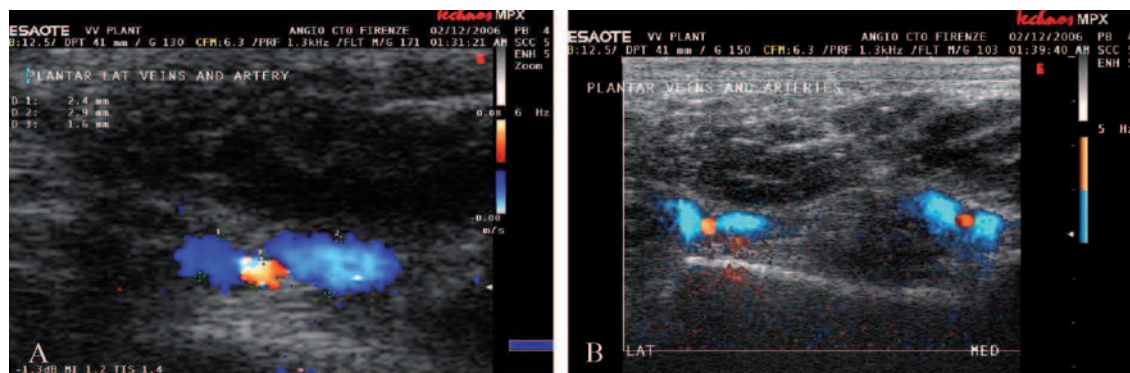 technos MPX
ESAOTE VV PLANT ANGIO CTO FIRENZE 02/12/2006 PB 4
B:12.5/ DPT 41 mm / G 130 CFM:6.3 /PRF 1.3kHz /FLT M/G 171 01:31:21 AM SCC 5
ENH 5
Zoom
PLANTAR LAT VEINS AND ARTERY
D 1: 2.4 mm
D 2: 2.9 mm
D 3: 1.6 mm
0.08 6 Hz
-0.08
m/s
1
2
A
-1.3dB MI 1.2 TIS 1.4
technos MPX
ESAOTE VV PLANT ANGIO CTO FIRENZE 02/12/2006 PB 4
B:12.5/ DPT 41 mm / G 150 CFM:6.3 /PRF 1.3kHz /FLT M/G 103 01:39:40 AM SCC 5
ENH 5
PLANTAR VEINS AND ARTERIES
5 Hz
B LAT MED